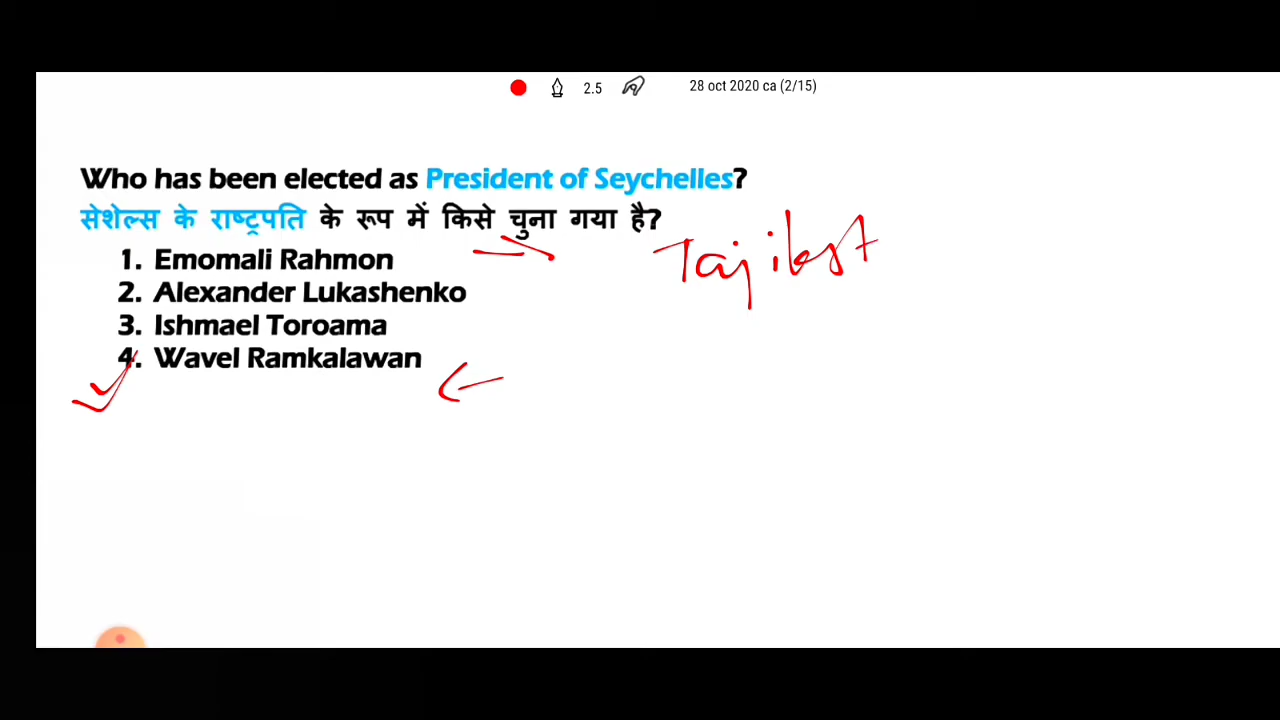 2.5 28 oct 2020 ca (2/15)
Who has been elected as President of Seychelles?
सेशेल्स के राष्ट्रपति के रूप में किसे चुना गया है?
1. Emomali Rahmon
Tajikst
2. Alexander Lukashenko
3. Ishmael Toroama
4. Wavel Ramkalawan